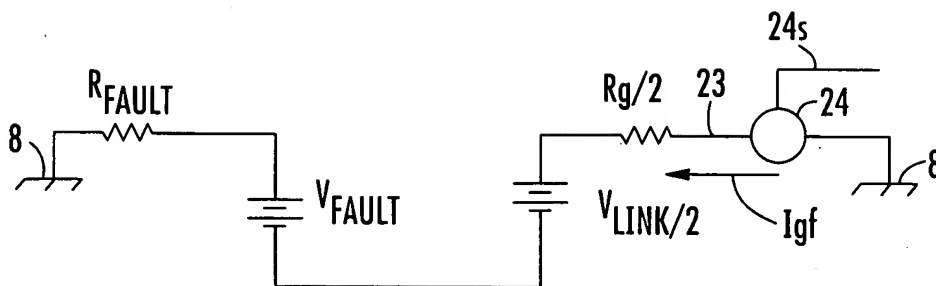 24s
R_FAULT
Rg/2
23
24
8
8
V_FAULT
V_LINK/2
Igf